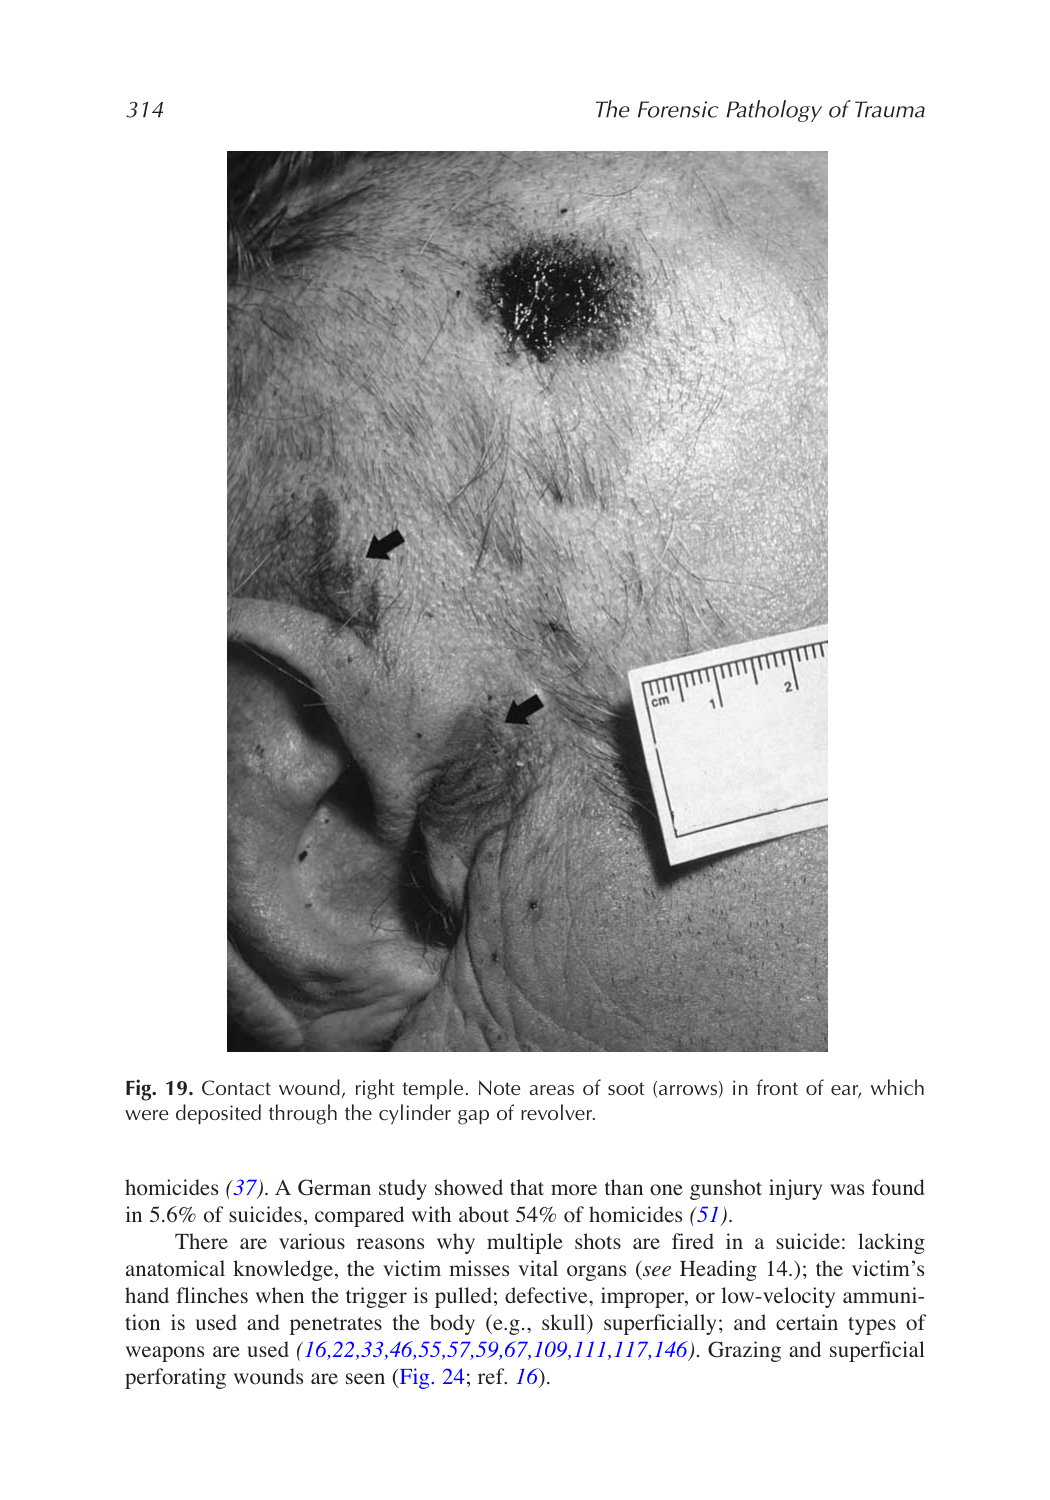 314
The Forensic Pathology of Trauma
cm 1 2
Fig. 19. Contact wound, right temple. Note areas of soot (arrows) in front of ear, which
were deposited through the cylinder gap of revolver.
homicides (37). A German study showed that more than one gunshot injury was found
in 5.6% of suicides, compared with about 54% of homicides (51).
There are various reasons why multiple shots are fired in a suicide: lacking
anatomical knowledge, the victim misses vital organs (see Heading 14.); the victim's
hand flinches when the trigger is pulled; defective, improper, or low-velocity ammuni-
tion is used and penetrates the body (e.g., skull) superficially; and certain types of
weapons are used (16,22,33,46,55,57,59,67,109,111,117,146). Grazing and superficial
perforating wounds are seen (Fig. 24; ref. 16).